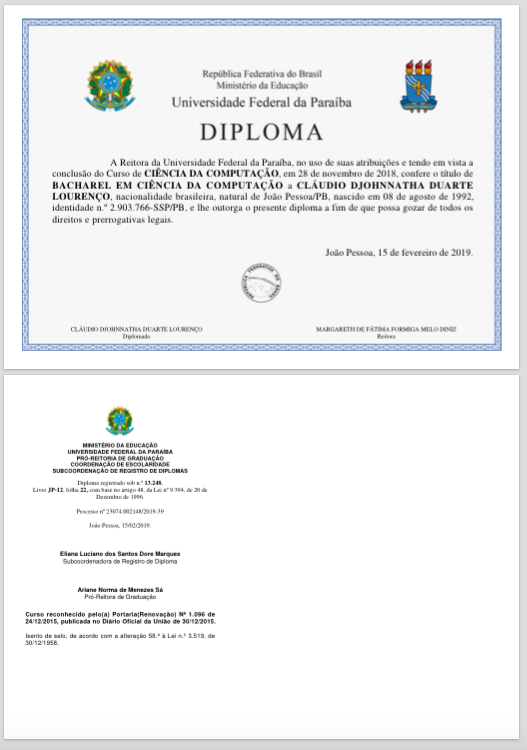 República Federativa do Brasil
Ministério da Educação
Universidade Federal da Paraíba
DIPLOMA
A Reitora da Universidade Federal da Paraíba, no uso de suas atribuições e tendo em vista a
conclusão do Curso de CIÊNCIA DA COMPUTAÇÃO, em 28 de novembro de 2018, confere o título de
BACHAREL EM CIÊNCIA DA COMPUTAÇÃO a CLÁUDIO DJOHNNATHA DUARTE
LOURENÇO, nacionalidade brasileira, natural de João Pessoa/PB, nascido em 08 de agosto de 1992,
identidade n.º 2.903.766-SSP/PB, e lhe outorga o presente diploma a fim de que possa gozar de todos os
direitos e prerrogativas legais.
João Pessoa, 15 de fevereiro de 2019.
CLÁUDIO DJOHNNATHA DUARTE LOURENÇO
Diplomado
MARGARETH DE FÁTIMA FORMIGA MELO DINIZ
Reitora
MINISTÉRIO DA EDUCAÇÃO
UNIVERSIDADE FEDERAL DA PARAÍBA
PRÓ-REITORIA DE GRADUAÇÃO
COORDENAÇÃO DE ESCOLARIDADE
SUBCOORDENAÇÃO DE REGISTRO DE DIPLOMAS
Diploma registrado sob n.º 13.248,
Livro JP-12, folha 22, com base no artigo 48, da Lei nº 9.394, de 20 de
Dezembro de 1996.
Processo nº 23074.002148/2019-39
João Pessoa, 15/02/2019.
Eliana Luciano dos Santos Dore Marques
Subcoordenadora de Registro de Diploma
Ariane Norma de Menezes Sá
Pró-Reitora de Graduação
Curso reconhecido pelo(a) Portaria(Renovação) Nº 1.096 de
24/12/2015, publicada no Diário Oficial da União de 30/12/2015.
Isento de selo, de acordo com a alteração 58.ª à Lei n.º 3.519, de
30/12/1958.